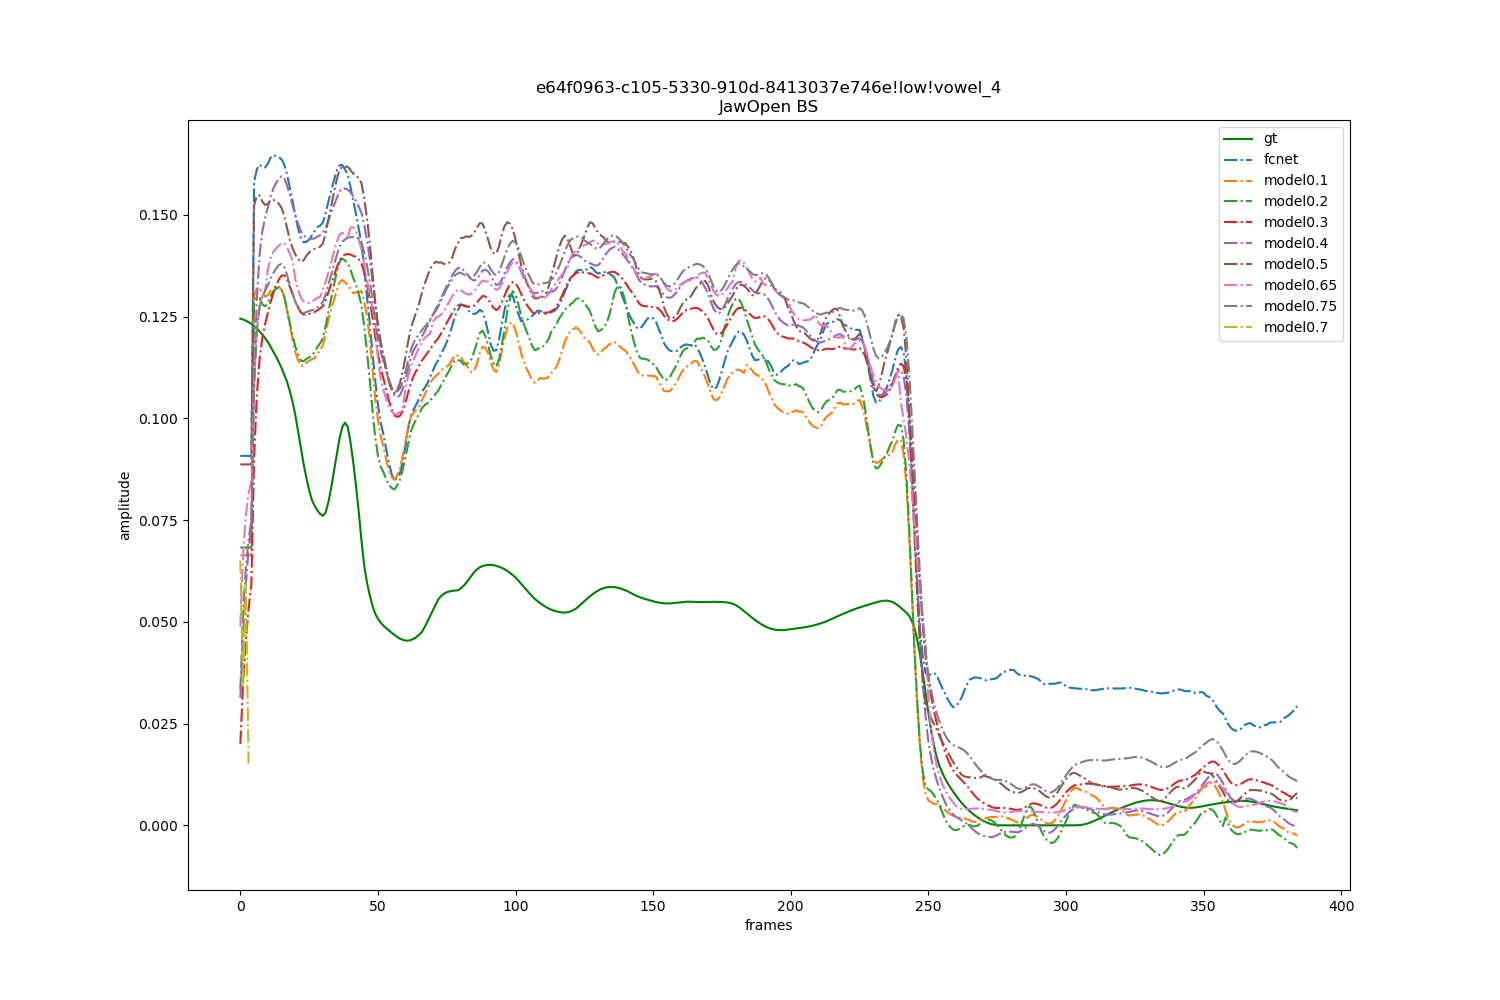 e64f0963-c105-5330-910d-8413037e746e!low!vowel_4
JawOpen BS
gt
fcnet
model0.1
model0.2
model0.3
model0.4
model0.5
model0.65
model0.75
model0.7
amplitude
0.150
0.125
0.100
0.075
0.050
0.025
0.000
0 50 100 150 200 250 300 350 400
frames